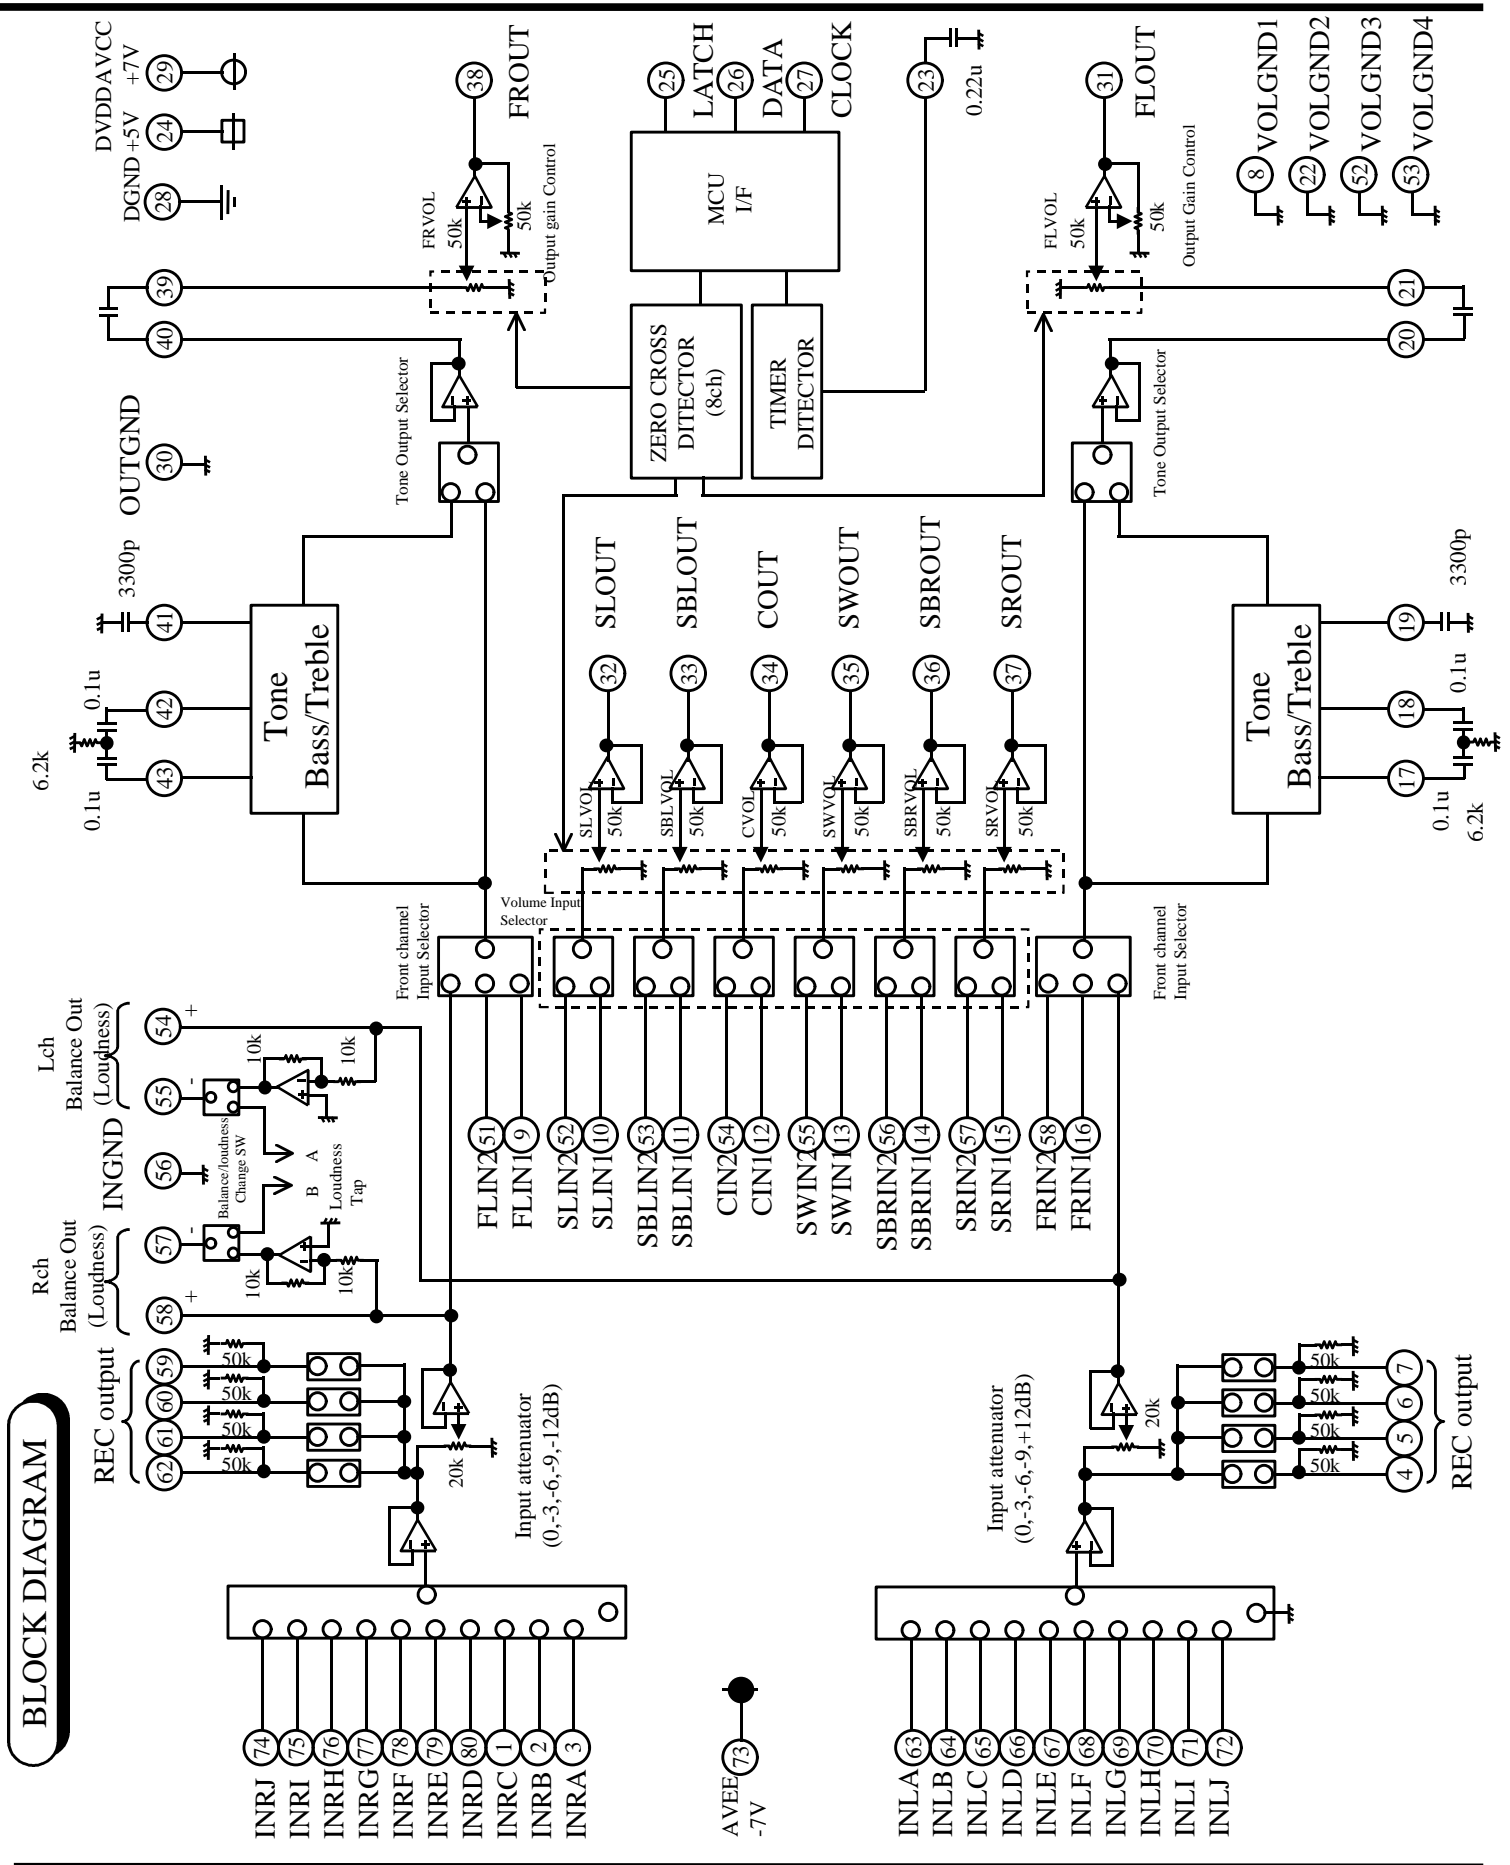 BLOCK DIAGRAM
REC output
62
61
60
59
50k
50k
50k
50k
Rch
Balance Out
(Loudness)
58
+
57
-
10k
10k
INGND
56
Balance/loudness
Change SW
B
A
Loudness
Tap
Lch
Balance Out
(Loudness)
55
-
54
+
10k
10k
6.2k
0.1u
0.1u
43
42
41
3300p
Tone
Bass/Treble
OUTGND
30
40
39
DGND
28
DVDD
+5V
24
AVCC
+7V
29
INRJ
74
INRI
75
INRH
76
INRG
77
INRF
78
INRE
79
INRD
80
INRC
1
INRB
2
INRA
3
20k
Input attenuator
(0,-3,-6,-9,-12dB)
Front channel
Input Selector
Tone Output Selector
FRVOL
50k
50k
Output gain Control
38
FROUT
FLIN2
51
FLIN1
9
SLIN2
52
SLIN1
10
SBLIN2
53
SBLIN1
11
CIN2
54
CIN1
12
SWIN2
55
SWIN1
13
SBRIN2
56
SBRIN1
14
SRIN2
57
SRIN1
15
FRIN2
58
FRIN1
16
Volume Input
Selector
SLVOL
50k
32
SLOUT
SBLVOL
50k
33
SBLOUT
CVOL
50k
34
COUT
SWVOL
50k
35
SWOUT
SBRVOL
50k
36
SBROUT
SRVOL
50k
37
SROUT
ZERO CROSS
DITECTOR
(8ch)
TIMER
DITECTOR
MCU
I/F
25
LATCH
26
DATA
27
CLOCK
23
0.22u
AVEE
-7V
73
INLA
63
INLB
64
INLC
65
INLD
66
INLE
67
INLF
68
INLG
69
INLH
70
INLI
71
INLJ
72
Input attenuator
(0,-3,-6,-9,+12dB)
20k
Front channel
Input Selector
Tone Output Selector
FLVOL
50k
50k
Output Gain Control
31
FLOUT
50k
50k
50k
50k
4
5
6
7
REC output
Tone
Bass/Treble
17
18
19
0.1u
6.2k
0.1u
3300p
20
21
8
VOLGND1
22
VOLGND2
52
VOLGND3
53
VOLGND4